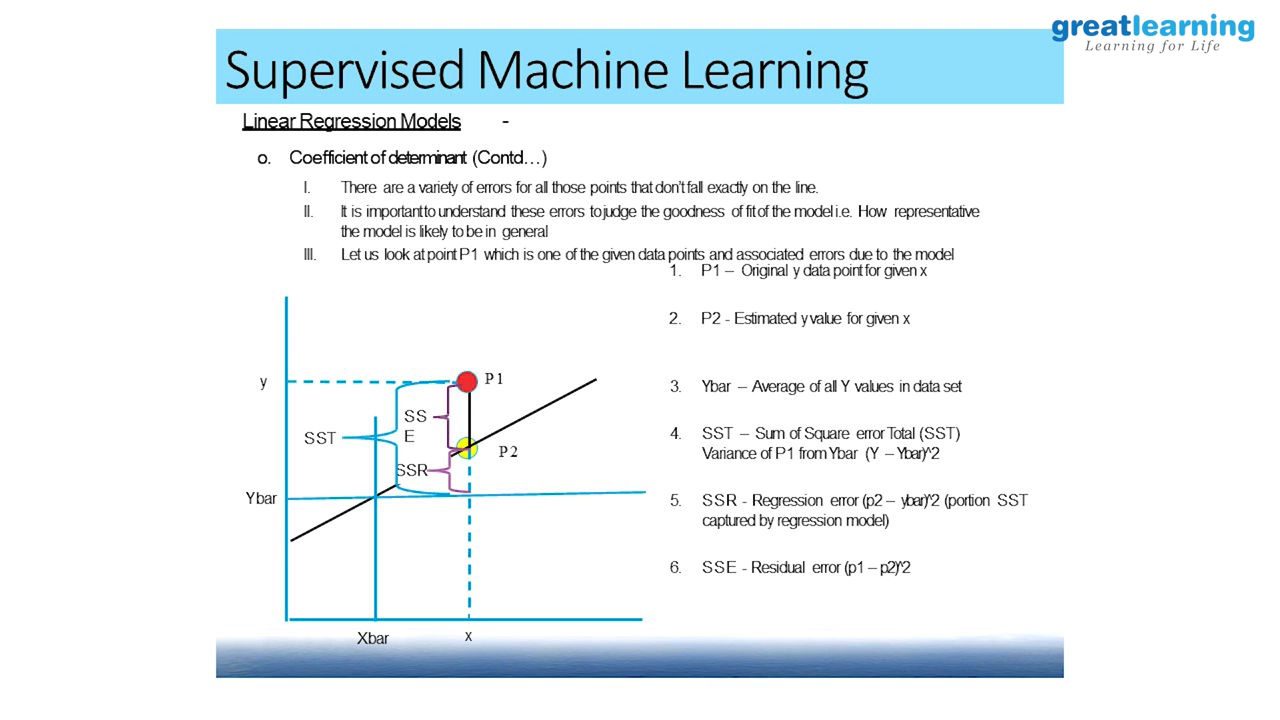 greatlearning
Learning for Life
Supervised Machine Learning
Linear Regression Models -
o. Coefficient of determinant (Contd…)
I. There are a variety of errors for all those points that don't fall exactly on the line.
II. It is important to understand these errors to judge the goodness of fit of the model i.e. How representative
the model is likely to be in general
III. Let us look at point P1 which is one of the given data points and associated errors due to the model
1. P1 – Original y data point for given x
2. P2 - Estimated y value for given x
3. Ybar – Average of all Y values in data set
4. SST – Sum of Square error Total (SST)
Variance of P1 from Ybar (Y – Ybar)^2
5. SSR - Regression error (p2 – ybar)^2 (portion SST
captured by regression model)
6. SSE - Residual error (p1 – p2)^2
y
P1
SS
E
SST
P2
SSR
Ybar
Xbar
x